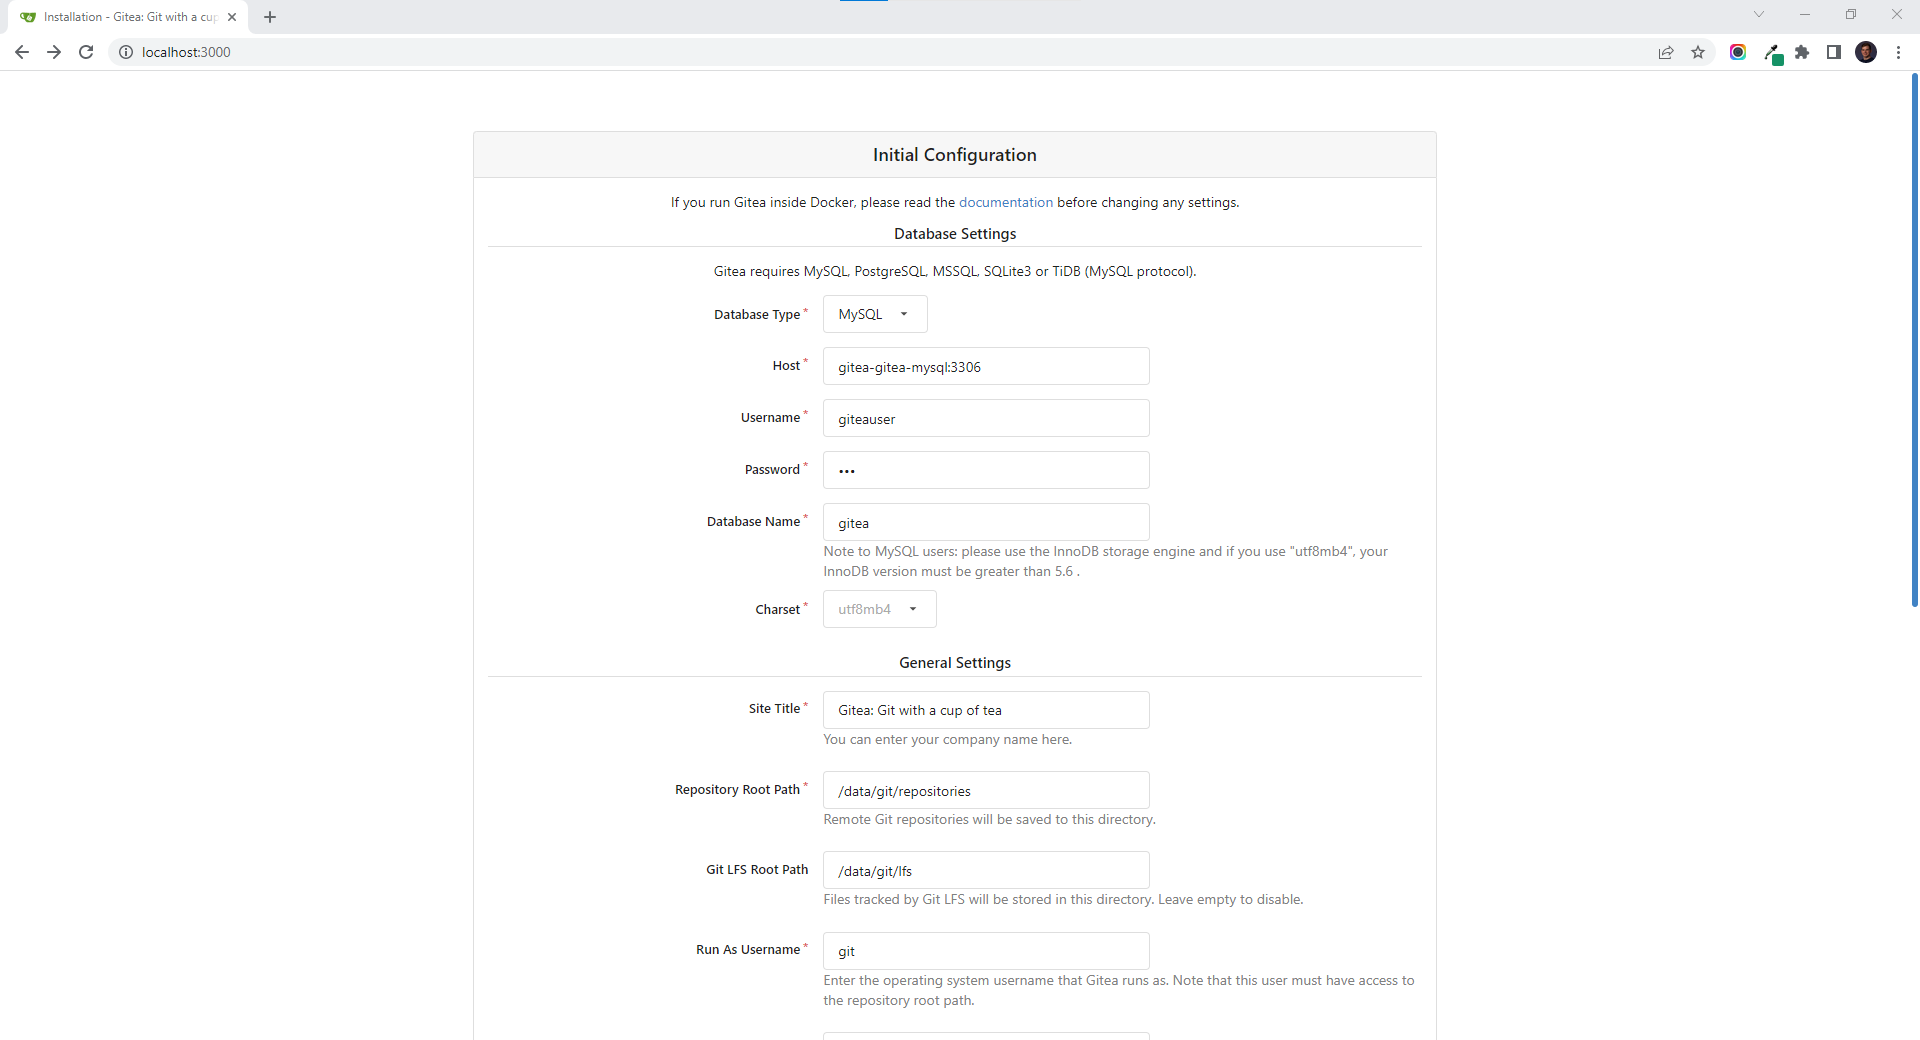 Installation - Gitea: Git with a cup
localhost:3000
Initial Configuration
If you run Gitea inside Docker, please read the documentation before changing any settings.
Database Settings
Gitea requires MySQL, PostgreSQL, MSSQL, SQLite3 or TiDB (MySQL protocol).
Database Type * MySQL
Host * gitea-gitea-mysql:3306
Username * giteauser
Password * •••
Database Name * gitea
Note to MySQL users: please use the InnoDB storage engine and if you use "utf8mb4", your
InnoDB version must be greater than 5.6 .
Charset * utf8mb4
General Settings
Site Title * Gitea: Git with a cup of tea
You can enter your company name here.
Repository Root Path * /data/git/repositories
Remote Git repositories will be saved to this directory.
Git LFS Root Path /data/git/lfs
Files tracked by Git LFS will be stored in this directory. Leave empty to disable.
Run As Username * git
Enter the operating system username that Gitea runs as. Note that this user must have access to
the repository root path.